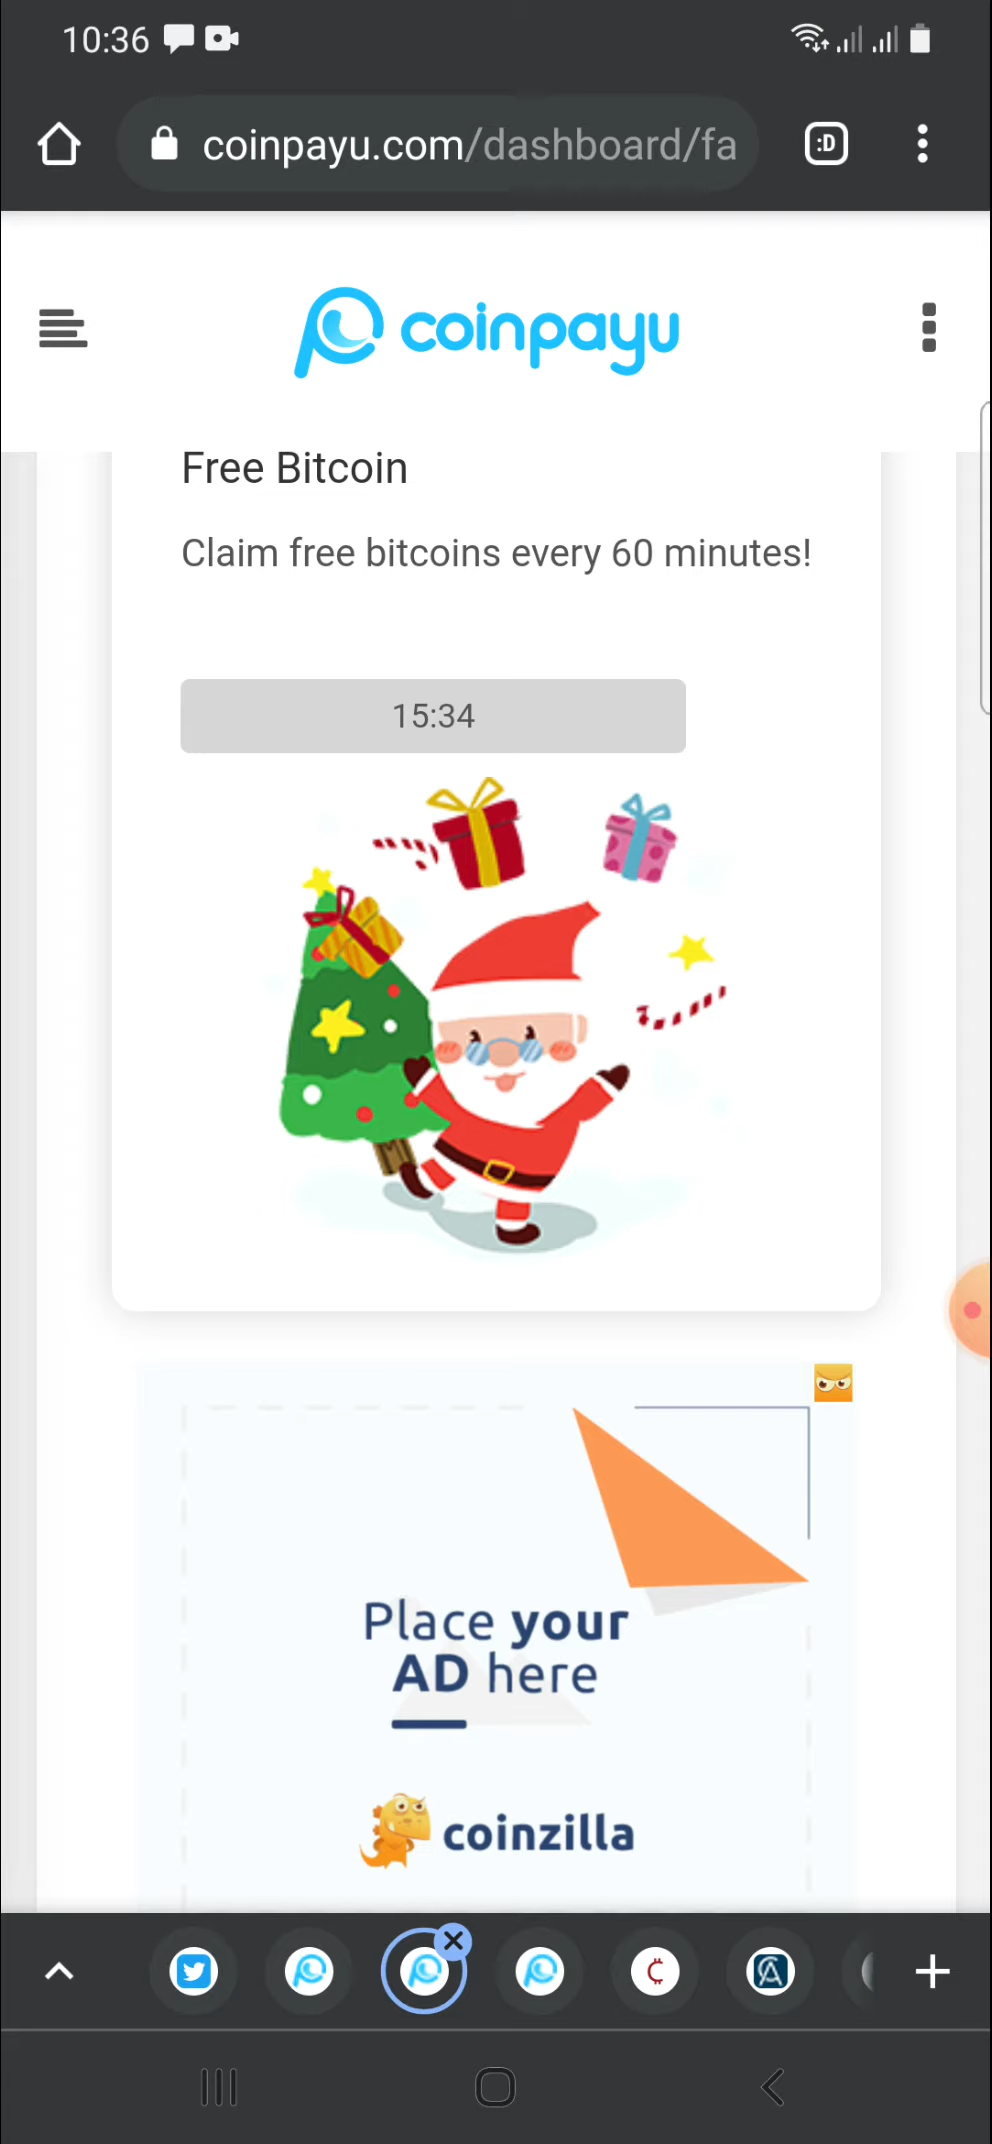 10:36
coinpayu.com/dashboard/fa
:D
coinpayu
Free Bitcoin
Claim free bitcoins every 60 minutes!
15:34
Place your
AD here
coinzilla